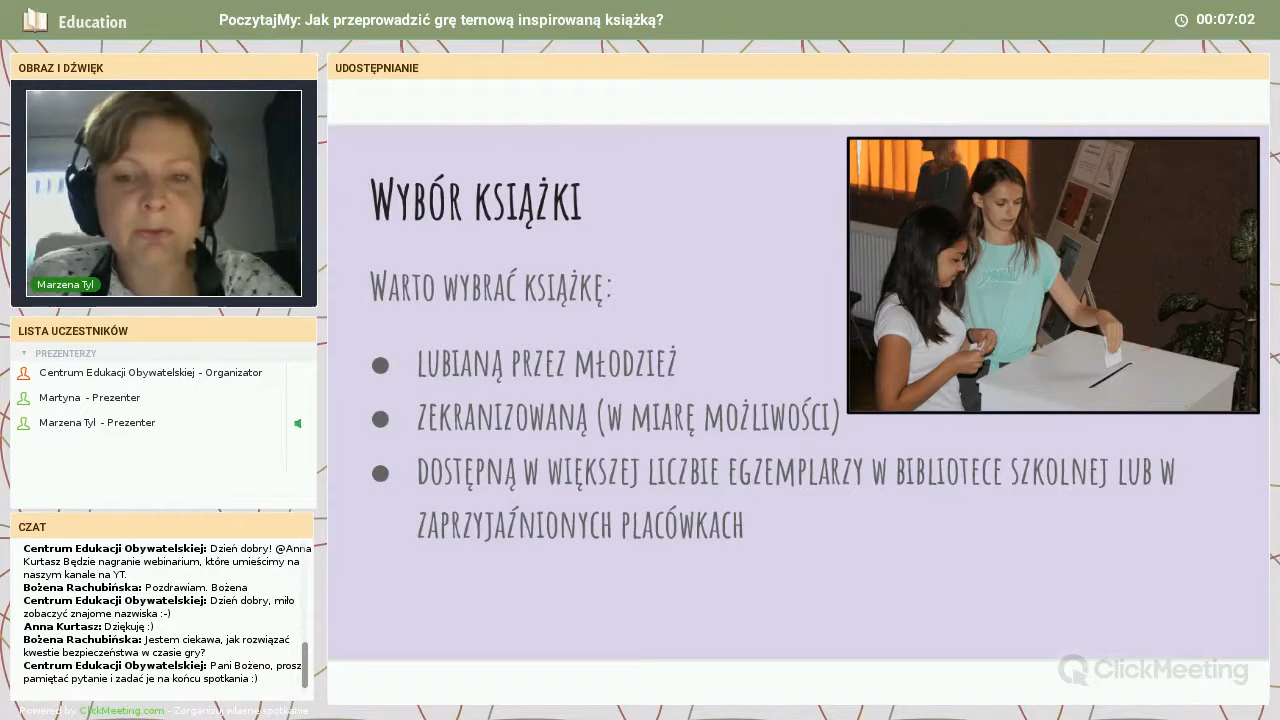 Education
PoczytajMy: Jak przeprowadzić grę ternową inspirowaną książką?
00:07:02
OBRAZ I DŹWIĘK
Marzena Tyl
LISTA UCZESTNIKÓW
PREZENTERZY
Centrum Edukacji Obywatelskiej - Organizator
Martyna - Prezenter
Marzena Tyl - Prezenter
CZAT
Centrum Edukacji Obywatelskiej: Dzień dobry! @Anna
Kurtasz Będzie nagranie webinarium, które umieścimy na
naszym kanale na YT.
Bożena Rachubińska: Pozdrawiam. Bożena
Centrum Edukacji Obywatelskiej: Dzień dobry, miło
zobaczyć znajome nazwiska :-)
Anna Kurtasz: Dziękuję :)
Bożena Rachubińska: Jestem ciekawa, jak rozwiązać
kwestie bezpieczeństwa w czasie gry?
Centrum Edukacji Obywatelskiej: Pani Bożeno, prosz
pamiętać pytanie i zadać je na końcu spotkania :)
Powered by ClickMeeting.com - Zorganizuj własne spotkanie
UDOSTĘPNIANIE
WYBÓR KSIĄŻKI
WARTO WYBRAĆ KSIĄŻKĘ:
● LUBIANĄ PRZEZ MŁODZIEŻ
● ZEKRANIZOWANĄ (W MIARĘ MOŻLIWOŚCI)
● DOSTĘPNĄ W WIĘKSZEJ LICZBIE EGZEMPLARZY W BIBLIOTECE SZKOLNEJ LUB W
ZAPRZYJAŹNIONYCH PLACÓWKACH
ClickMeeting